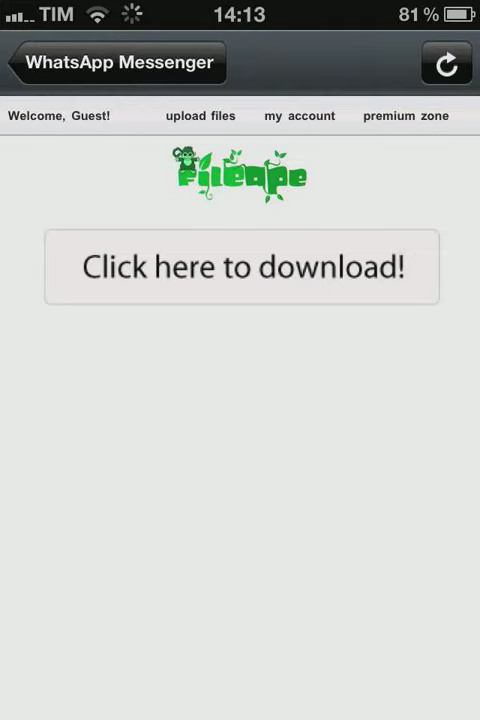 TIM 14:13 81 %
WhatsApp Messenger
Welcome, Guest! upload files my account premium zone
fileape
Click here to download!